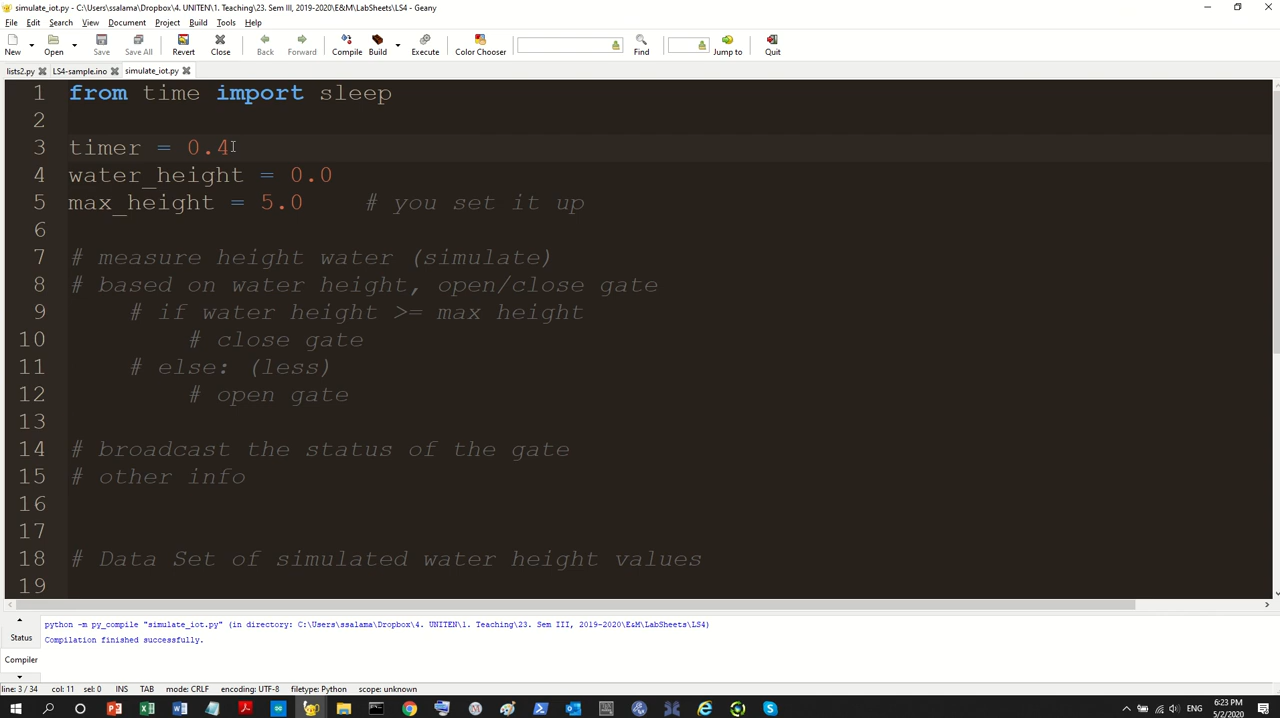 simulate_iot.py - C:\Users\ssalama\Dropbox\4. UNITEN\1. Teaching\23. Sem III, 2019-2020\E&M\LabSheets\LS4 - Geany
File Edit Search View Document Project Build Tools Help
New Open Save Save All Revert Close Back Forward Compile Build Execute Color Chooser Find Jump to Quit
lists2.py LS4-sample.ino simulate_iot.py
1 from time import sleep
2
3 timer = 0.4
4 water_height = 0.0
5 max_height = 5.0 # you set it up
6
7 # measure height water (simulate)
8 # based on water height, open/close gate
9 # if water height >= max height
10 # close gate
11 # else: (less)
12 # open gate
13
14 # broadcast the status of the gate
15 # other info
16
17
18 # Data Set of simulated water height values
19
Status
Compiler
python -m py_compile "simulate_iot.py" (in directory: C:\Users\ssalama\Dropbox\4. UNITEN\1. Teaching\23. Sem III, 2019-2020\E&M\LabSheets\LS4)
Compilation finished successfully.
line: 3 / 34 col: 11 sel: 0 INS TAB mode: CRLF encoding: UTF-8 filetype: Python scope: unknown
ENG
6:23 PM
5/2/2020